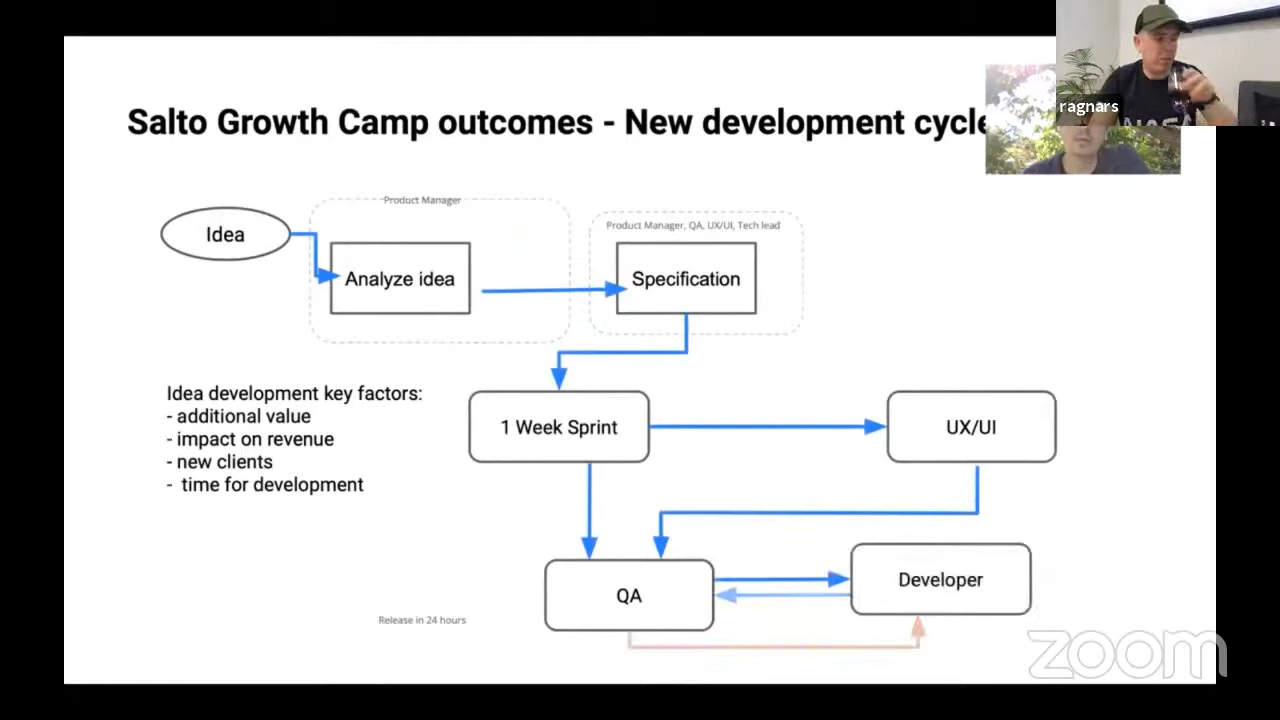 Salto Growth Camp outcomes - New development cycle
ragnars
NASA
Product Manager
Idea
Product Manager, QA, UX/UI, Tech lead
Analyze idea
Specification
Idea development key factors:
- additional value
- impact on revenue
- new clients
- time for development
1 Week Sprint
UX/UI
QA
Developer
Release in 24 hours
zoom